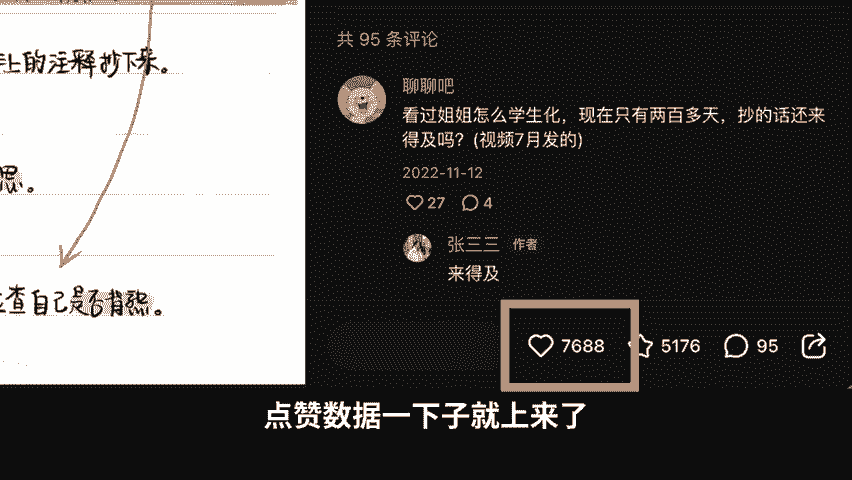 上的注释抄下来。
共 95 条评论
聊聊吧
看过姐姐怎么学生化，现在只有两百多天，抄的话还来
得及吗？(视频7月发的)
2022-11-12
27 4
思。
张三三 作者
来得及
查自己是否背熟。
7688 5176 95
点赞数据一下子就上来了